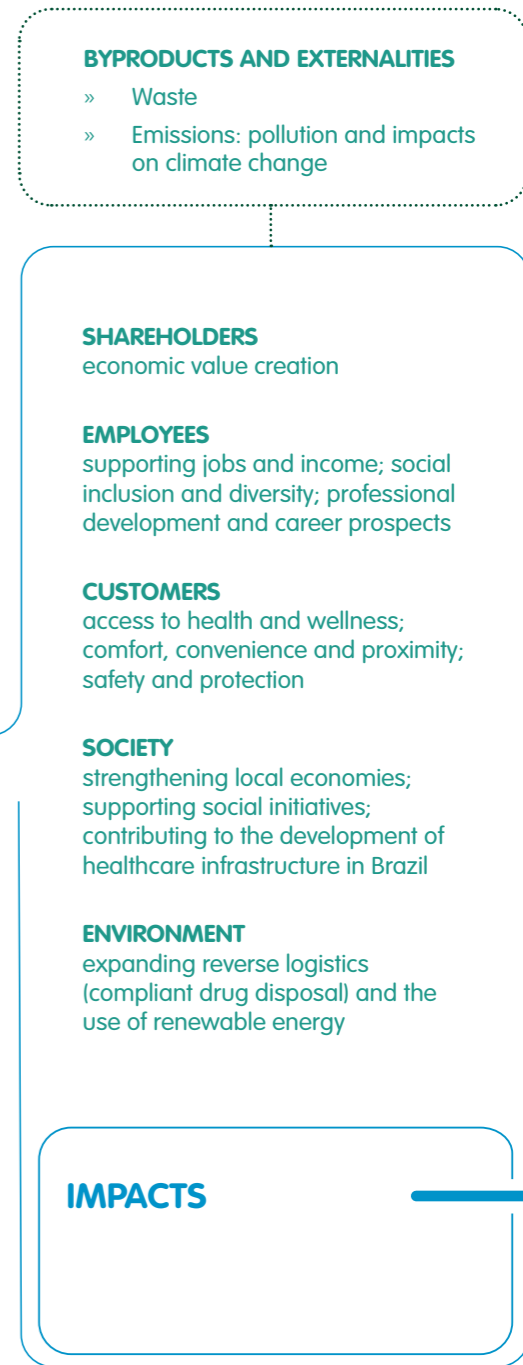 BYPRODUCTS AND EXTERNALITIES
» Waste
» Emissions: pollution and impacts
on climate change
SHAREHOLDERS
economic value creation
EMPLOYEES
supporting jobs and income; social
inclusion and diversity; professional
development and career prospects
CUSTOMERS
access to health and wellness;
comfort, convenience and proximity;
safety and protection
SOCIETY
strengthening local economies;
supporting social initiatives;
contributing to the development of
healthcare infrastructure in Brazil
ENVIRONMENT
expanding reverse logistics
(compliant drug disposal) and the
use of renewable energy
IMPACTS